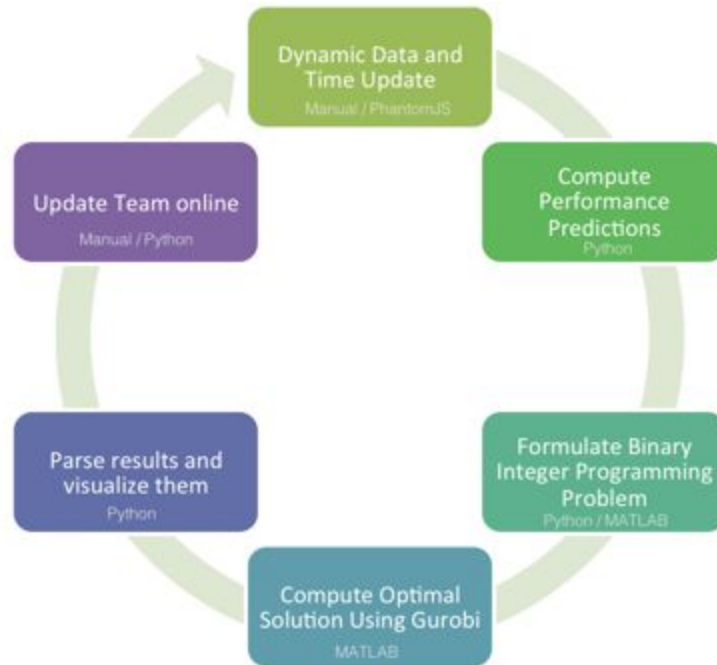 Dynamic Data and
Time Update
Manual / PhantomJS
Compute
Performance
Predictions
Python
Formulate Binary
Integer Programming
Problem
Python / MATLAB
Compute Optimal
Solution Using Gurobi
MATLAB
Parse results and
visualize them
Python
Update Team online
Manual / Python